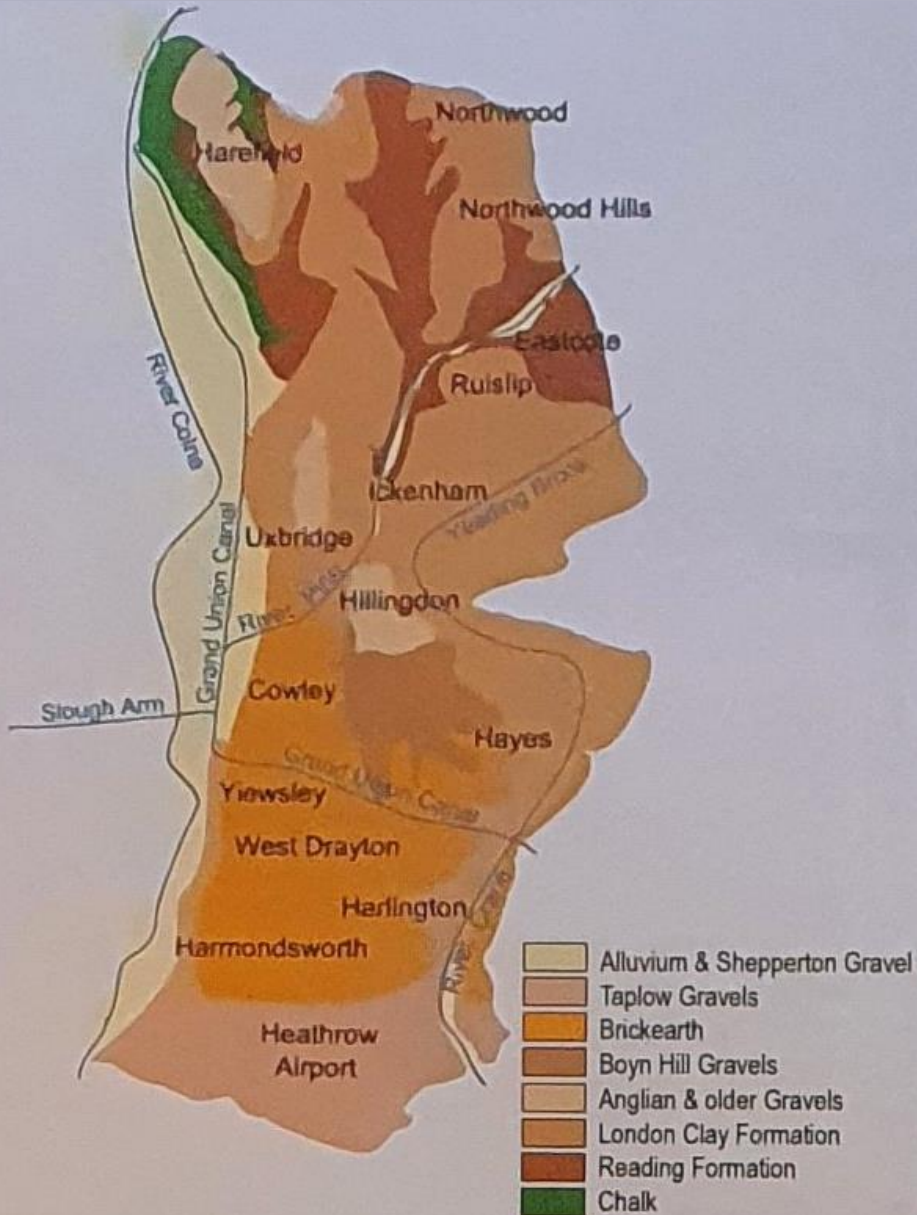 Northwood
Harefield
Northwood Hills
Eastcote
Ruislip
River Colne
Ickenham
Yeading Brook
Uxbridge
Grand Union Canal
River Pinn
Hillingdon
Cowley
Slough Arm
Hayes
Grand Union Canal
Yiewsley
West Drayton
Harlington
River Crane
Harmondsworth
Heathrow
Airport
Alluvium & Shepperton Gravel
Taplow Gravels
Brickearth
Boyn Hill Gravels
Anglian & older Gravels
London Clay Formation
Reading Formation
Chalk